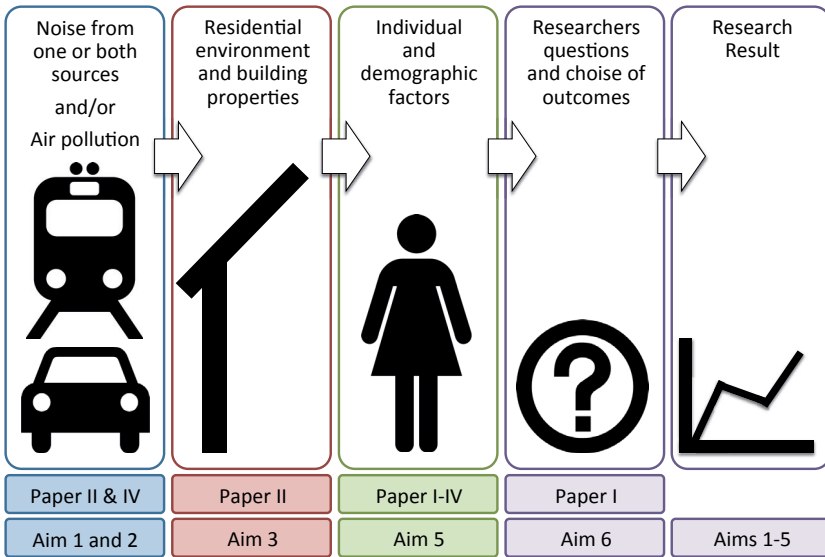 Noise from
one or both
sources
and/or
Air pollution
Residential
environment
and building
properties
Individual
and
demographic
factors
Researchers
questions
and choise of
outcomes
Research
Result
?
Paper II & IV
Paper II
Paper I-IV
Paper I
Aim 1 and 2
Aim 3
Aim 5
Aim 6
Aims 1-5